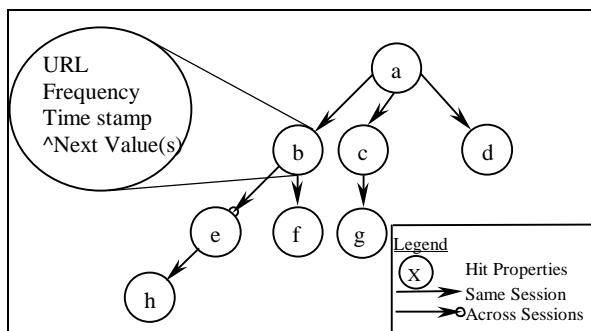 URL
Frequency
Time stamp
^Next Value(s)
a
b
c
d
e
f
g
h
Legend
X
Hit Properties
Same Session
Across Sessions